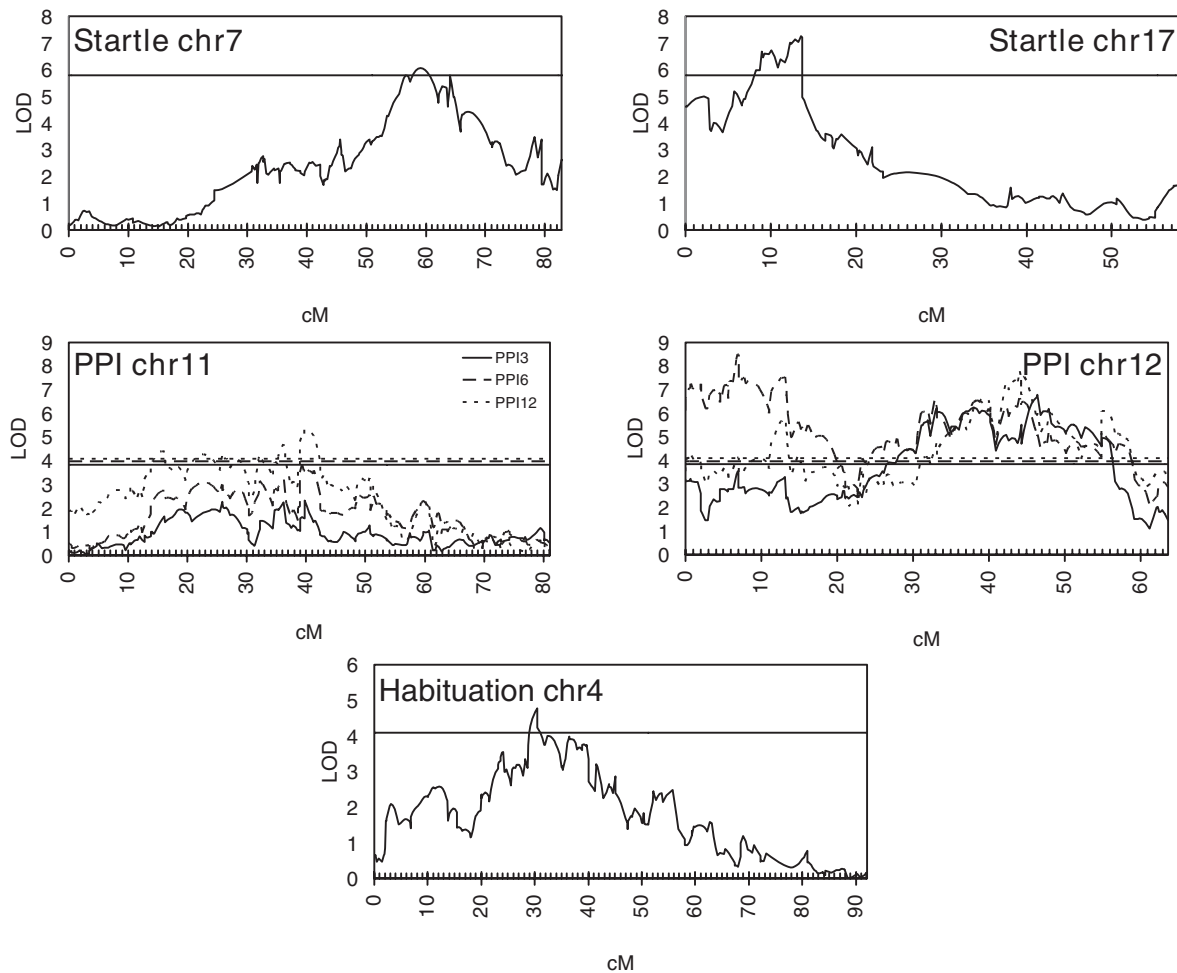 Startle chr7
LOD
8
7
6
5
4
3
2
1
0
0 10 20 30 40 50 60 70 80
cM
Startle chr17
LOD
8
7
6
5
4
3
2
1
0
0 10 20 30 40 50
cM
PPI chr11
PPI3
PPI6
PPI12
LOD
9
8
7
6
5
4
3
2
1
0
0 10 20 30 40 50 60 70 80
cM
PPI chr12
LOD
9
8
7
6
5
4
3
2
1
0
0 10 20 30 40 50 60
cM
Habituation chr4
LOD
6
5
4
3
2
1
0
0 10 20 30 40 50 60 70 80 90
cM